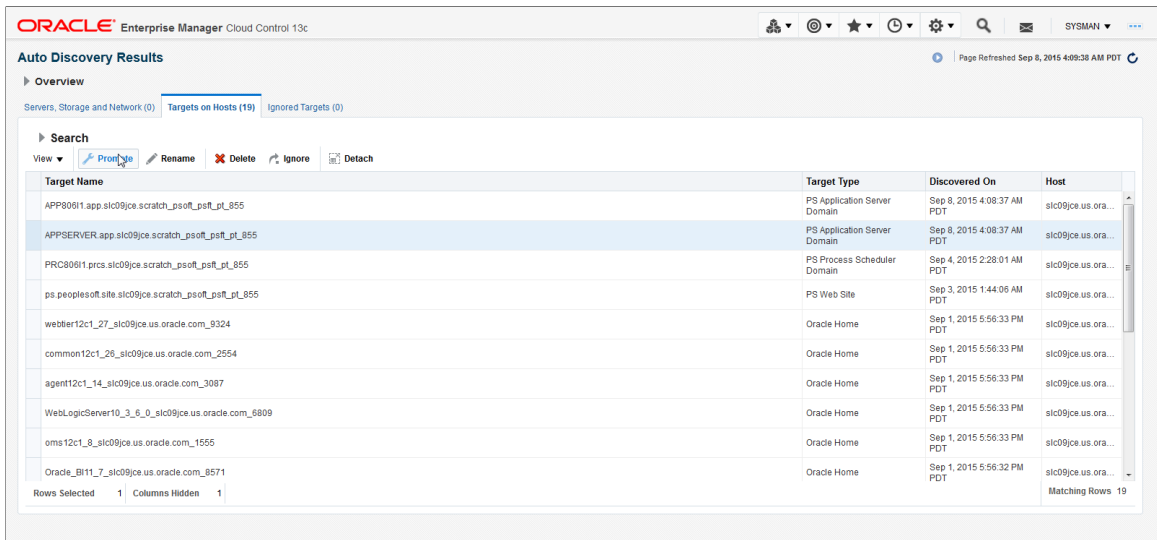 ORACLE Enterprise Manager Cloud Control 13c SYSMAN
Auto Discovery Results Page Refreshed Sep 8, 2015 4:09:38 AM PDT
Overview
Servers, Storage and Network (0) Targets on Hosts (19) Ignored Targets (0)
Search
View Promote Rename Delete Ignore Detach
Target Name Target Type Discovered On Host
APP806I1.app.slc09jce.scratch_psoft_psft_pt_855 PS Application Server Domain Sep 8, 2015 4:08:37 AM PDT slc09jce.us.ora...
APPSERVER.app.slc09jce.scratch_psoft_psft_pt_855 PS Application Server Domain Sep 8, 2015 4:08:37 AM PDT slc09jce.us.ora...
PRC806I1.prcs.slc09jce.scratch_psoft_psft_pt_855 PS Process Scheduler Domain Sep 4, 2015 2:28:01 AM PDT slc09jce.us.ora...
ps.peoplesoft.site.slc09jce.scratch_psoft_psft_pt_855 PS Web Site Sep 3, 2015 1:44:06 AM PDT slc09jce.us.ora...
webtier12c1_27_slc09jce.us.oracle.com_9324 Oracle Home Sep 1, 2015 5:56:33 PM PDT slc09jce.us.ora...
common12c1_26_slc09jce.us.oracle.com_2554 Oracle Home Sep 1, 2015 5:56:33 PM PDT slc09jce.us.ora...
agent12c1_14_slc09jce.us.oracle.com_3087 Oracle Home Sep 1, 2015 5:56:33 PM PDT slc09jce.us.ora...
WebLogicServer10_3_6_0_slc09jce.us.oracle.com_6809 Oracle Home Sep 1, 2015 5:56:33 PM PDT slc09jce.us.ora...
oms12c1_8_slc09jce.us.oracle.com_1555 Oracle Home Sep 1, 2015 5:56:33 PM PDT slc09jce.us.ora...
Oracle_BI11_7_slc09jce.us.oracle.com_8571 Oracle Home Sep 1, 2015 5:56:32 PM PDT slc09jce.us.ora...
Rows Selected 1 Columns Hidden 1 Matching Rows 19